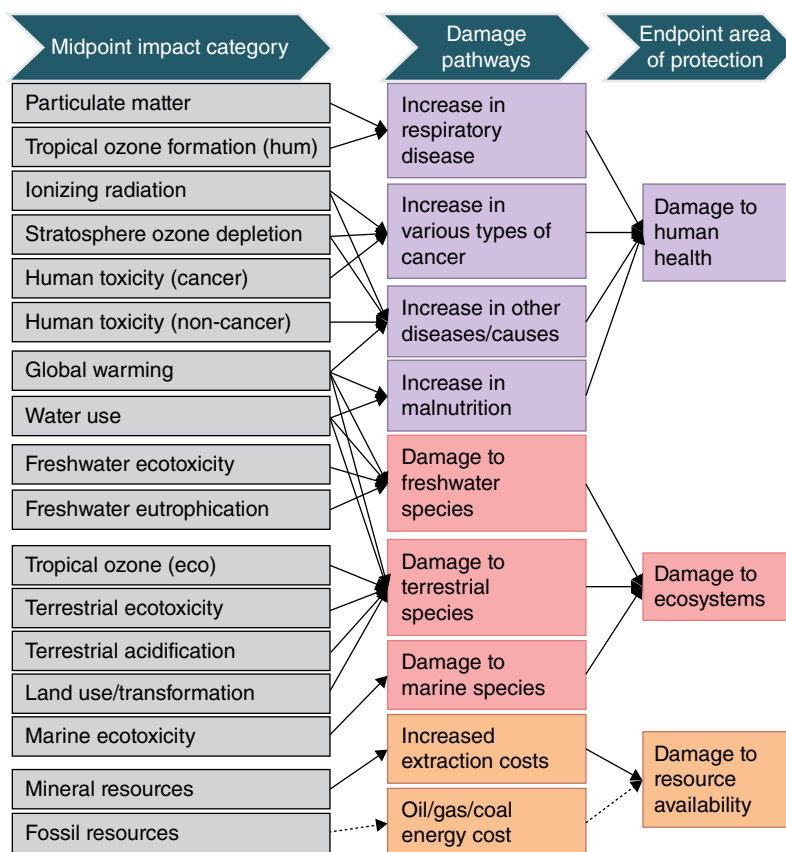 Midpoint impact category
Damage
pathways
Endpoint area
of protection
Particulate matter
Tropical ozone formation (hum)
Ionizing radiation
Stratosphere ozone depletion
Human toxicity (cancer)
Human toxicity (non-cancer)
Global warming
Water use
Freshwater ecotoxicity
Freshwater eutrophication
Tropical ozone (eco)
Terrestrial ecotoxicity
Terrestrial acidification
Land use/transformation
Marine ecotoxicity
Mineral resources
Fossil resources
Increase in
respiratory
disease
Increase in
various types of
cancer
Increase in other
diseases/causes
Increase in
malnutrition
Damage to
freshwater
species
Damage to
terrestrial
species
Damage to
marine species
Increased
extraction costs
Oil/gas/coal
energy cost
Damage to
human
health
Damage to
ecosystems
Damage to
resource
availability